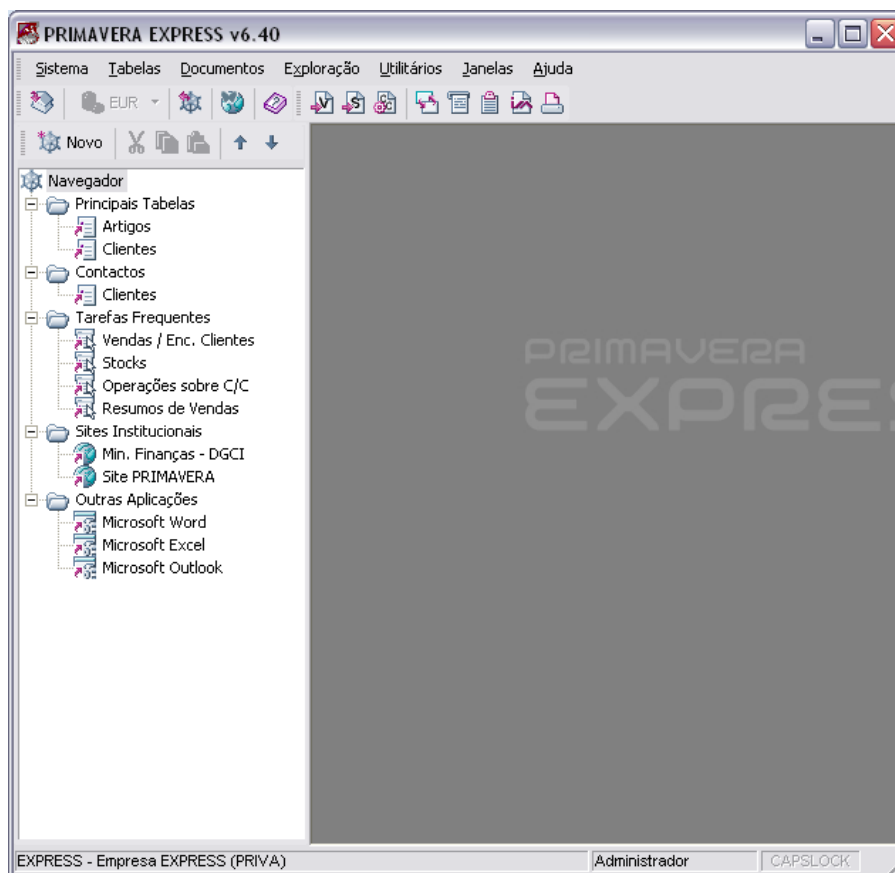 PRIMAVERA EXPRESS v6.40
Sistema Tabelas Documentos Exploração Utilitários Janelas Ajuda
EUR
Novo
Navegador
Principais Tabelas
Artigos
Clientes
Contactos
Clientes
Tarefas Frequentes
Vendas / Enc. Clientes
Stocks
Operações sobre C/C
Resumos de Vendas
Sites Institucionais
Min. Finanças - DGCI
Site PRIMAVERA
Outras Aplicações
Microsoft Word
Microsoft Excel
Microsoft Outlook
PRIMAVERA
EXPRES
EXPRESS - Empresa EXPRESS (PRIVA)
Administrador
CAPSLOCK